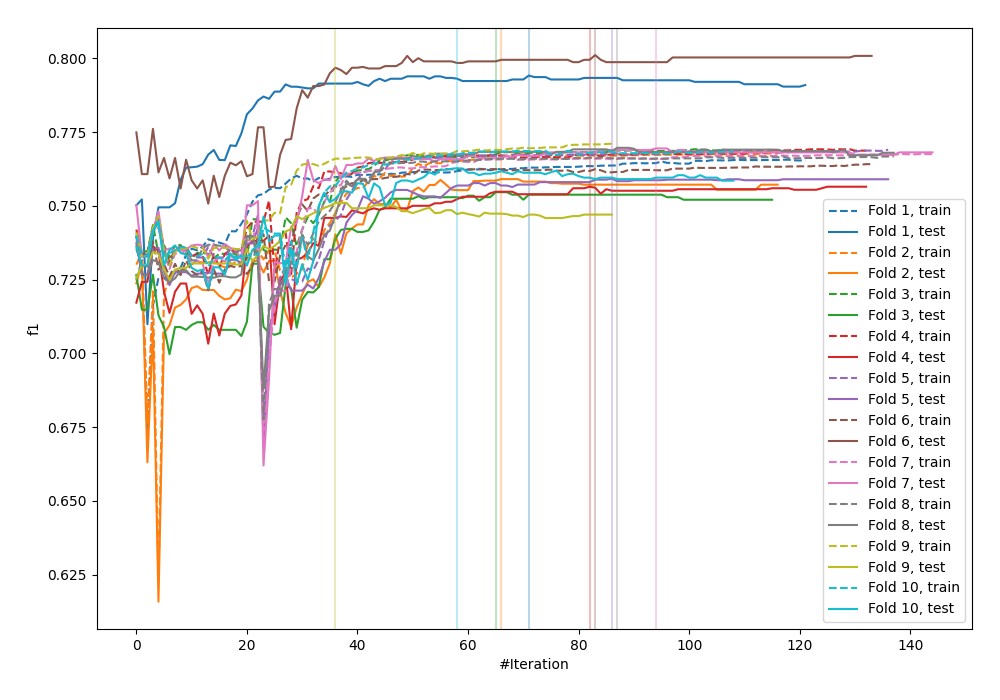 0.800
0.775
0.750
0.725
0.700
0.675
0.650
0.625
f1
0
20
40
60
80
100
120
140
#Iteration
Fold 1, train
Fold 1, test
Fold 2, train
Fold 2, test
Fold 3, train
Fold 3, test
Fold 4, train
Fold 4, test
Fold 5, train
Fold 5, test
Fold 6, train
Fold 6, test
Fold 7, train
Fold 7, test
Fold 8, train
Fold 8, test
Fold 9, train
Fold 9, test
Fold 10, train
Fold 10, test